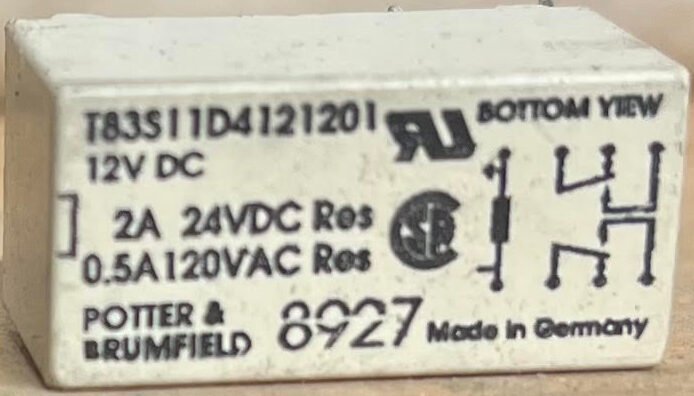 T83S11D4121201
BOTTOM VIEW
12V DC
2A 24VDC Res
0.5A120VAC Res
POTTER &
BRUMFIELD
8927
Made in Germany